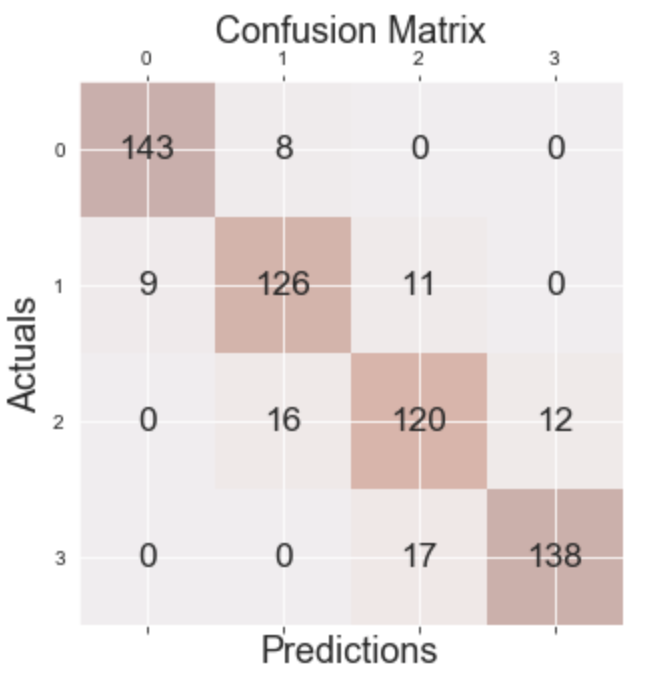 Confusion Matrix
0 1 2 3
0 143 8 0 0
1 9 126 11 0
2 0 16 120 12
3 0 0 17 138
Actuals
Predictions